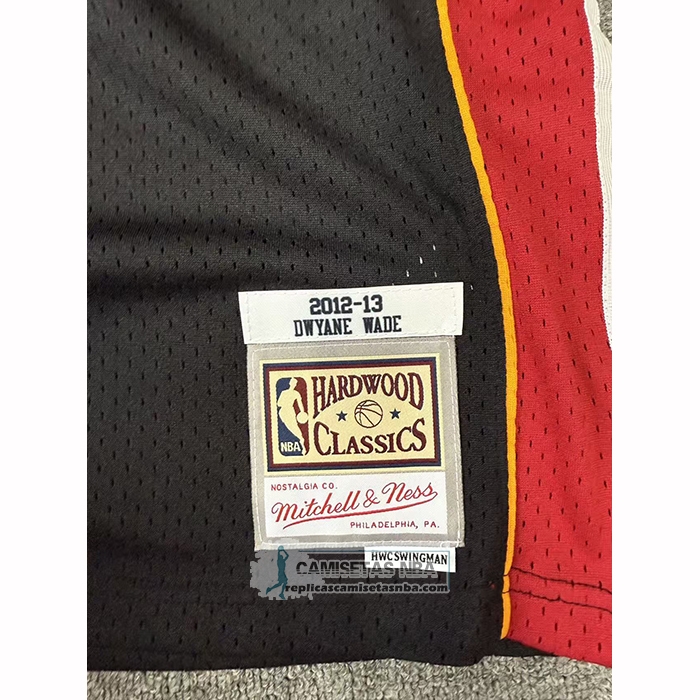 2012-13
DWYANE WADE
HARDWOOD
CLASSICS
NBA
NOSTALGIA CO.
Mitchell & Ness
PHILADELPHIA, PA.
HWCSWINGMAN
CAMISETAS NBA
replicascamisetasnba.com